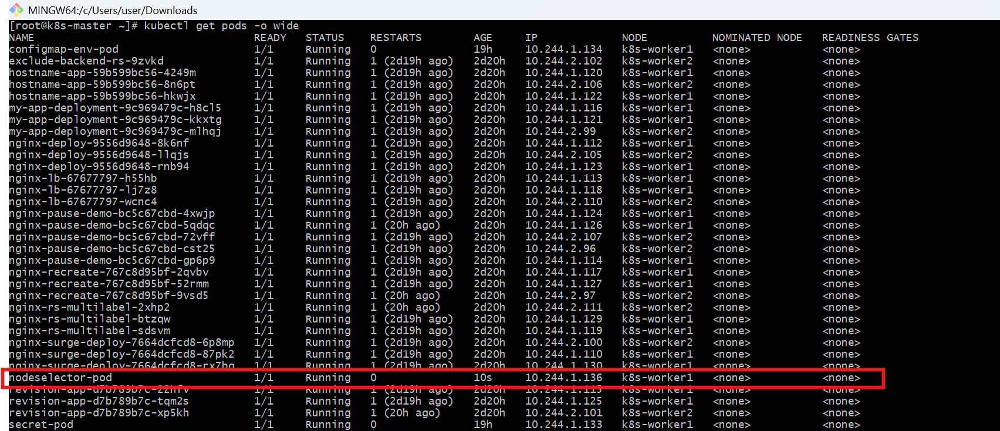 MINGW64:/c/Users/user/Downloads
[root@k8s-master ~]# kubectl get pods -o wide
NAME READY STATUS RESTARTS AGE IP NODE NOMINATED NODE READINESS GATES
configmap-env-pod 1/1 Running 0 19h 10.244.1.134 k8s-worker1 <none> <none>
exclude-backend-rs-9zvkd 1/1 Running 1 (2d19h ago) 2d20h 10.244.2.102 k8s-worker2 <none> <none>
hostname-app-59b599bc56-4249m 1/1 Running 1 (2d19h ago) 2d20h 10.244.1.120 k8s-worker1 <none> <none>
hostname-app-59b599bc56-8n6pt 1/1 Running 1 (2d19h ago) 2d20h 10.244.2.106 k8s-worker2 <none> <none>
hostname-app-59b599bc56-hkwjx 1/1 Running 1 (2d19h ago) 2d20h 10.244.1.122 k8s-worker1 <none> <none>
my-app-deployment-9c969479c-h8cl5 1/1 Running 1 (2d19h ago) 2d20h 10.244.1.116 k8s-worker1 <none> <none>
my-app-deployment-9c969479c-kkxtg 1/1 Running 1 (2d19h ago) 2d20h 10.244.1.121 k8s-worker1 <none> <none>
my-app-deployment-9c969479c-mlhqj 1/1 Running 1 (2d19h ago) 2d20h 10.244.2.99 k8s-worker2 <none> <none>
nginx-deploy-9556d9648-8k6nf 1/1 Running 1 (2d19h ago) 2d20h 10.244.1.112 k8s-worker1 <none> <none>
nginx-deploy-9556d9648-llqjs 1/1 Running 1 (2d19h ago) 2d20h 10.244.2.105 k8s-worker2 <none> <none>
nginx-deploy-9556d9648-rnb94 1/1 Running 1 (2d19h ago) 2d20h 10.244.1.123 k8s-worker1 <none> <none>
nginx-lb-67677797-h55hb 1/1 Running 1 (2d19h ago) 2d20h 10.244.1.113 k8s-worker1 <none> <none>
nginx-lb-67677797-lj7z8 1/1 Running 1 (2d19h ago) 2d20h 10.244.1.118 k8s-worker1 <none> <none>
nginx-lb-67677797-wcnc4 1/1 Running 1 (2d19h ago) 2d20h 10.244.2.110 k8s-worker2 <none> <none>
nginx-pause-demo-bc5c67cbd-4xwjp 1/1 Running 1 (2d19h ago) 2d20h 10.244.1.124 k8s-worker1 <none> <none>
nginx-pause-demo-bc5c67cbd-5qdqc 1/1 Running 1 (20h ago) 2d20h 10.244.1.126 k8s-worker1 <none> <none>
nginx-pause-demo-bc5c67cbd-72vff 1/1 Running 1 (2d19h ago) 2d20h 10.244.2.107 k8s-worker2 <none> <none>
nginx-pause-demo-bc5c67cbd-cst25 1/1 Running 1 (2d19h ago) 2d20h 10.244.2.96 k8s-worker2 <none> <none>
nginx-pause-demo-bc5c67cbd-gp6p9 1/1 Running 1 (2d19h ago) 2d20h 10.244.1.114 k8s-worker1 <none> <none>
nginx-recreate-767c8d95bf-2qvbv 1/1 Running 1 (2d19h ago) 2d20h 10.244.1.117 k8s-worker1 <none> <none>
nginx-recreate-767c8d95bf-52rmm 1/1 Running 1 (2d19h ago) 2d20h 10.244.1.127 k8s-worker1 <none> <none>
nginx-recreate-767c8d95bf-9vsd5 1/1 Running 1 (20h ago) 2d20h 10.244.2.97 k8s-worker2 <none> <none>
nginx-rs-multilabel-2xhp2 1/1 Running 1 (20h ago) 2d20h 10.244.2.111 k8s-worker2 <none> <none>
nginx-rs-multilabel-btzqw 1/1 Running 1 (2d19h ago) 2d20h 10.244.1.129 k8s-worker1 <none> <none>
nginx-rs-multilabel-sdsvm 1/1 Running 1 (2d19h ago) 2d20h 10.244.1.119 k8s-worker1 <none> <none>
nginx-surge-deploy-7664dcfcd8-6p8mp 1/1 Running 1 (2d19h ago) 2d20h 10.244.2.100 k8s-worker2 <none> <none>
nginx-surge-deploy-7664dcfcd8-87pk2 1/1 Running 1 (2d19h ago) 2d20h 10.244.1.110 k8s-worker1 <none> <none>
1/1 Running 1 (2d19h ago) 2d20h 10.244.1.130 k8s-worker1 <none> <none>
nodeselector-pod 1/1 Running 0 10s 10.244.1.136 k8s-worker1 <none> <none>
1/1 Running 1 (2d19h ago) 2d20h k8s-worker1 <none> <none>
revision-app-d7b789b7c-tqm2s 1/1 Running 1 (2d19h ago) 2d20h 10.244.1.125 k8s-worker1 <none> <none>
revision-app-d7b789b7c-xp5kh 1/1 Running 1 (20h ago) 2d20h 10.244.2.101 k8s-worker2 <none> <none>
secret-pod 1/1 Running 0 19h 10.244.1.133 k8s-worker1 <none> <none>